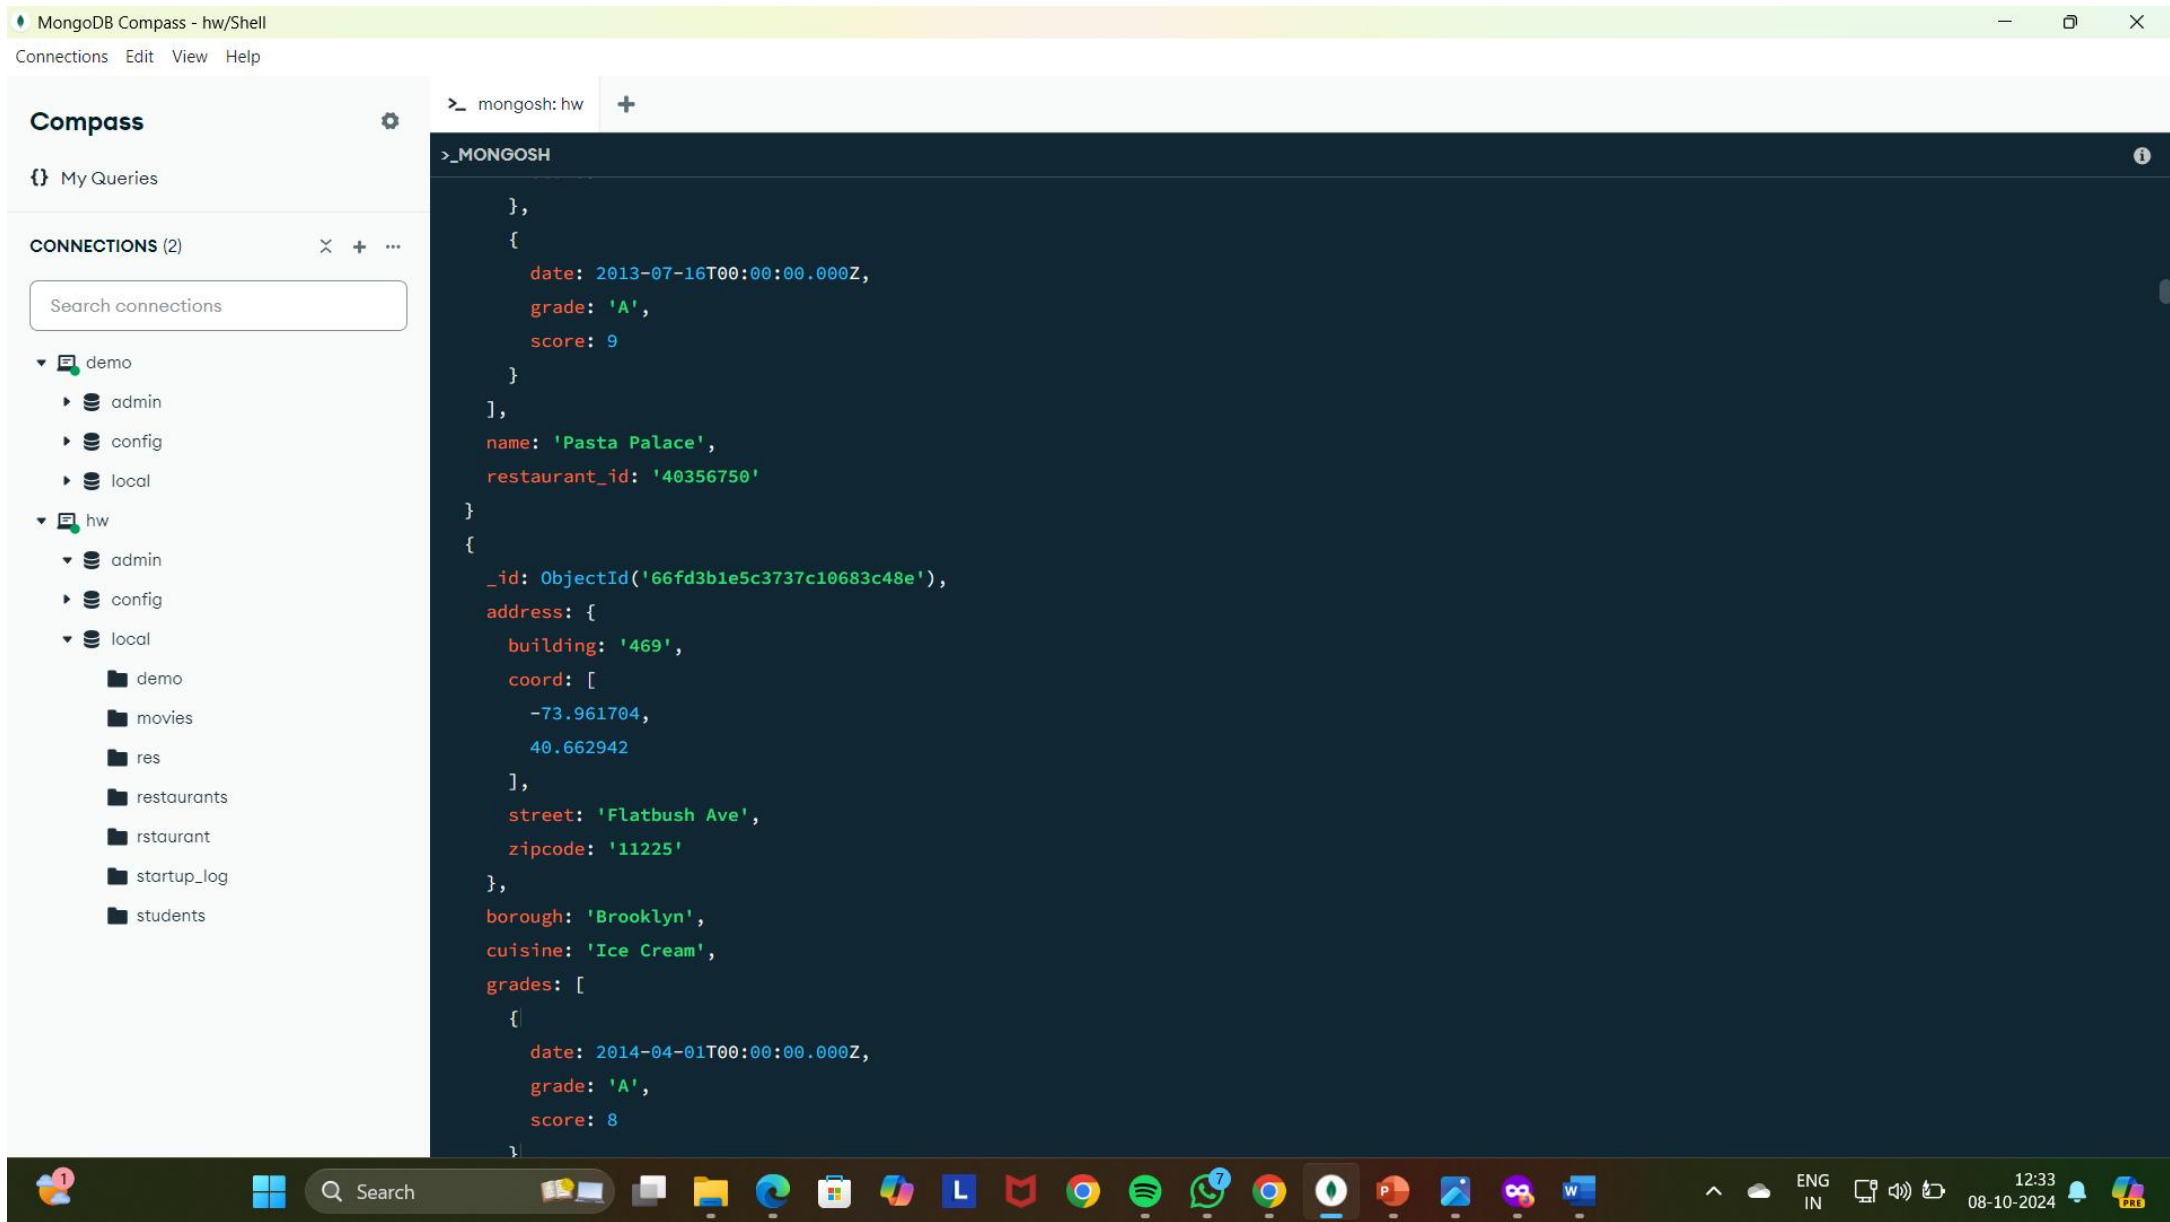 MongoDB Compass - hw/Shell
Connections Edit View Help
Compass
{} My Queries
CONNECTIONS (2)
Search connections
demo
admin
config
local
hw
admin
config
local
demo
movies
res
restaurants
rstaurant
startup_log
students
>_ mongosh: hw
>_MONGOSH
},
{
date: 2013-07-16T00:00:00.000Z,
grade: 'A',
score: 9
}
],
name: 'Pasta Palace',
restaurant_id: '40356750'
}
{
_id: ObjectId('66fd3b1e5c3737c10683c48e'),
address: {
building: '469',
coord: [
-73.961704,
40.662942
],
street: 'Flatbush Ave',
zipcode: '11225'
},
borough: 'Brooklyn',
cuisine: 'Ice Cream',
grades: [
{
date: 2014-04-01T00:00:00.000Z,
grade: 'A',
score: 8
}
1
Search
L
7
P
W
ENG
IN
12:33
08-10-2024
PRE